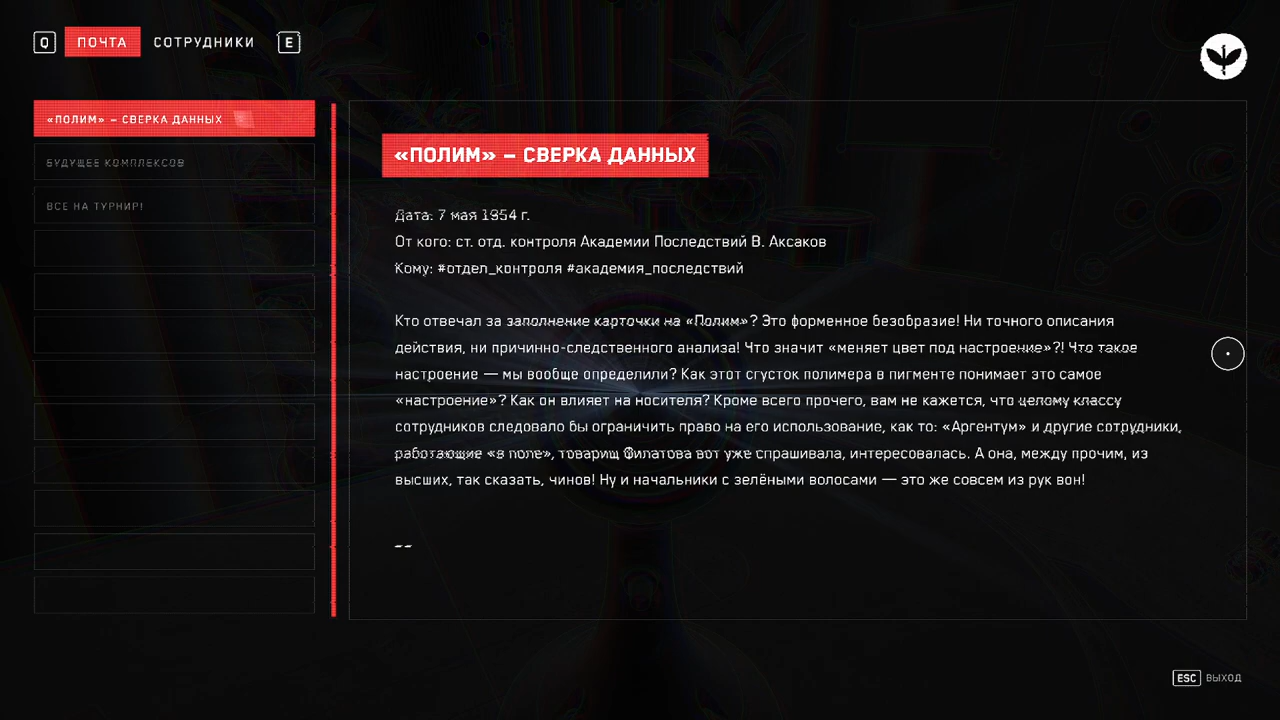 Q ПОЧТА СОТРУДНИКИ E
«ПОЛИМ» – СВЕРКА ДАННЫХ
БУДУЩЕЕ КОМПЛЕКСОВ
ВСЕ НА ТУРНИР!
«ПОЛИМ» – СВЕРКА ДАННЫХ
Дата: 7 мая 1954 г.
От кого: ст. отд. контроля Академии Последствий В. Аксаков
Кому: #отдел_контроля #академия_последствий
Кто отвечал за заполнение карточки на «Полим»? Это форменное безобразие! Ни точного описания
действия, ни причинно-следственного анализа! Что значит «меняет цвет под настроение»?! Что такое
настроение — мы вообще определили? Как этот сгусток полимера в пигменте понимает это самое
«настроение»? Как он влияет на носителя? Кроме всего прочего, вам не кажется, что целому классу
сотрудников следовало бы ограничить право на его использование, как то: «Аргентум» и другие сотрудники,
работающие «в поле», товарищ Филатова вот уже спрашивала, интересовалась. А она, между прочим, из
высших, так сказать, чинов! Ну и начальники с зелёными волосами — это же совсем из рук вон!
--
ESC ВЫХОД